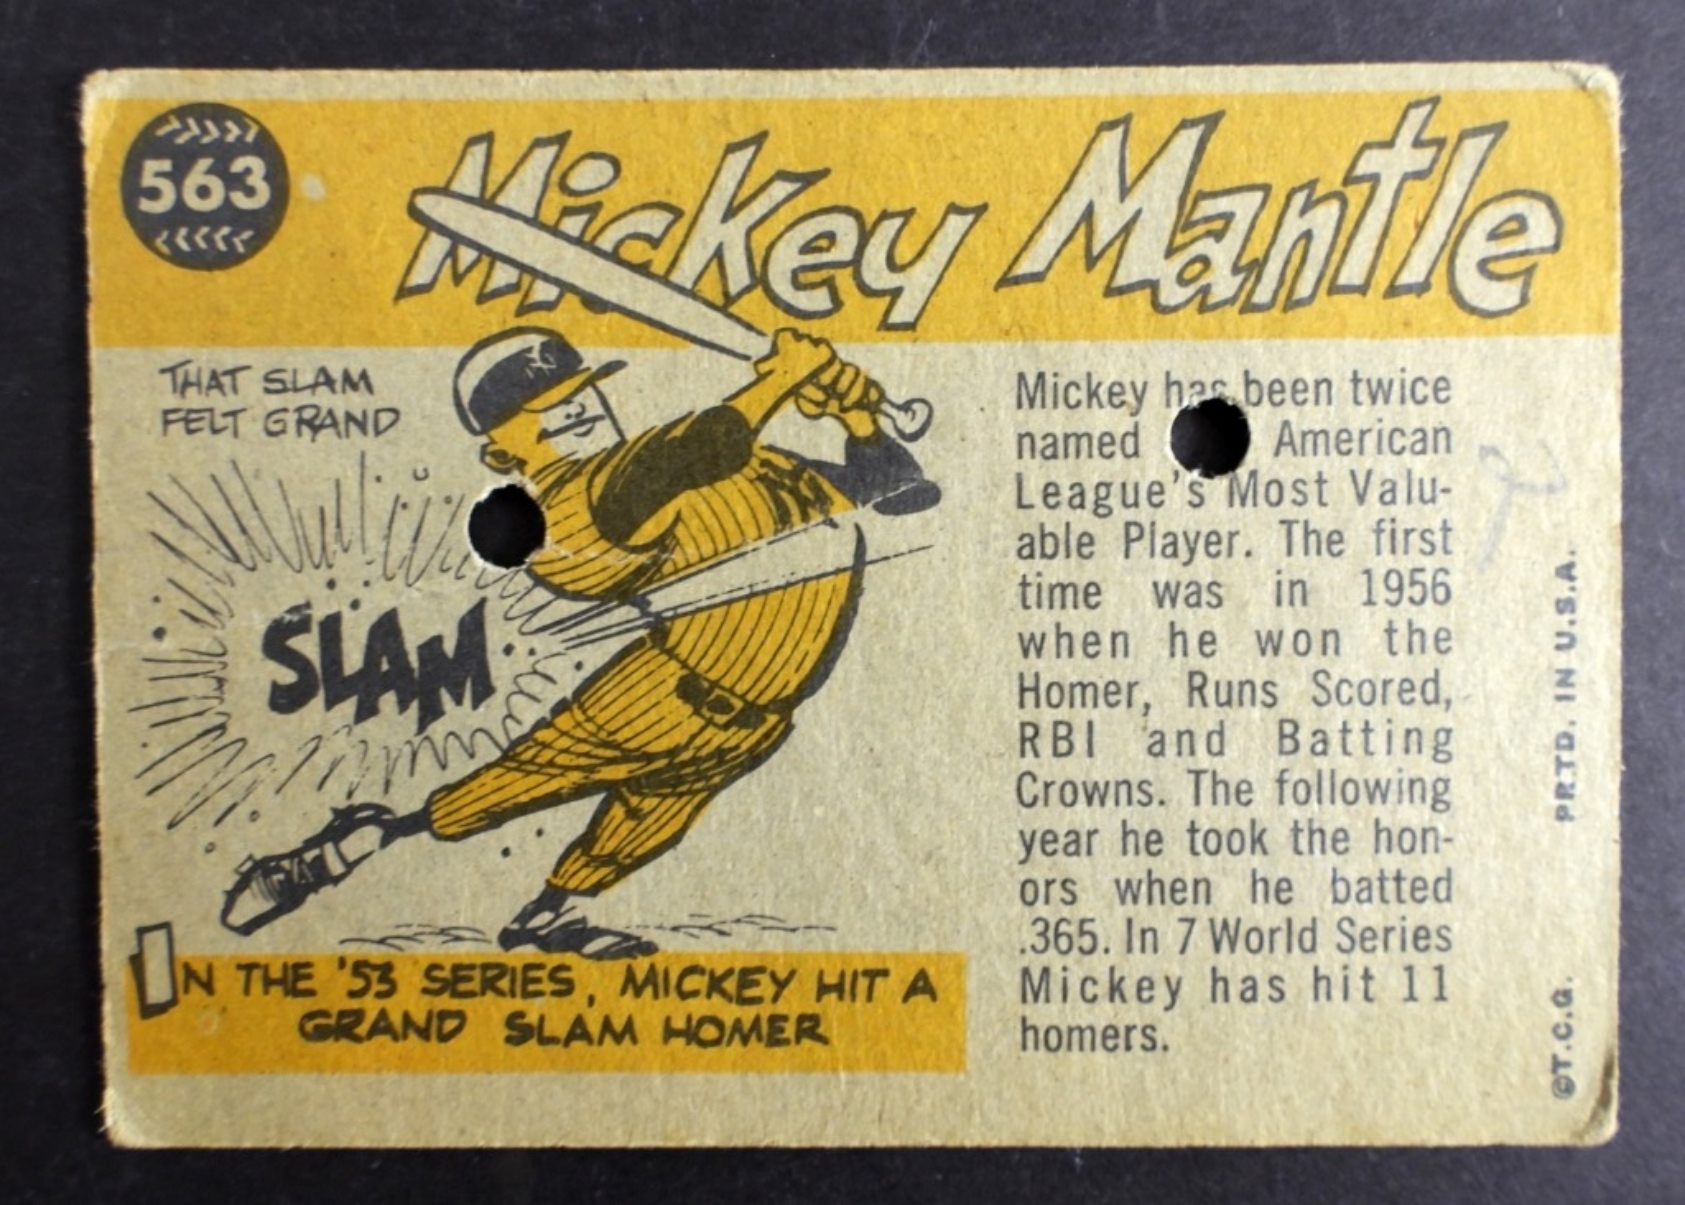 563
Mickey Mantle
THAT SLAM
FELT GRAND
SLAM
IN THE '53 SERIES, MICKEY HIT A
GRAND SLAM HOMER
Mickey has been twice
named American
League's Most Valu-
able Player. The first
time was in 1956
when he won the
Homer, Runs Scored,
RBI and Batting
Crowns. The following
year he took the hon-
ors when he batted
.365. In 7 World Series
Mickey has hit 11
homers.
©T.C.G. PRTD. IN U.S.A.